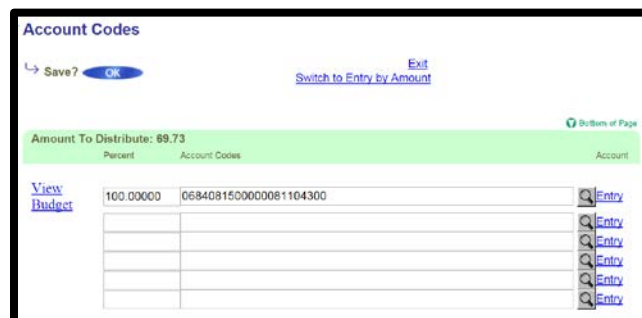 Account Codes
Save? OK
Exit
Switch to Entry by Amount
Bottom of Page
Amount To Distribute: 69.73
Percent Account Codes Account
View Budget
100.00000 0684081500000081104300 Entry
Entry
Entry
Entry
Entry
Entry